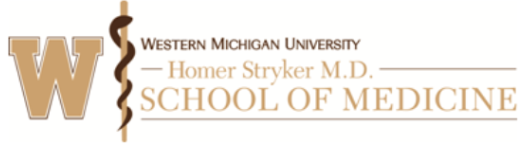 W
WESTERN MICHIGAN UNIVERSITY
Homer Stryker M.D.
SCHOOL OF MEDICINE